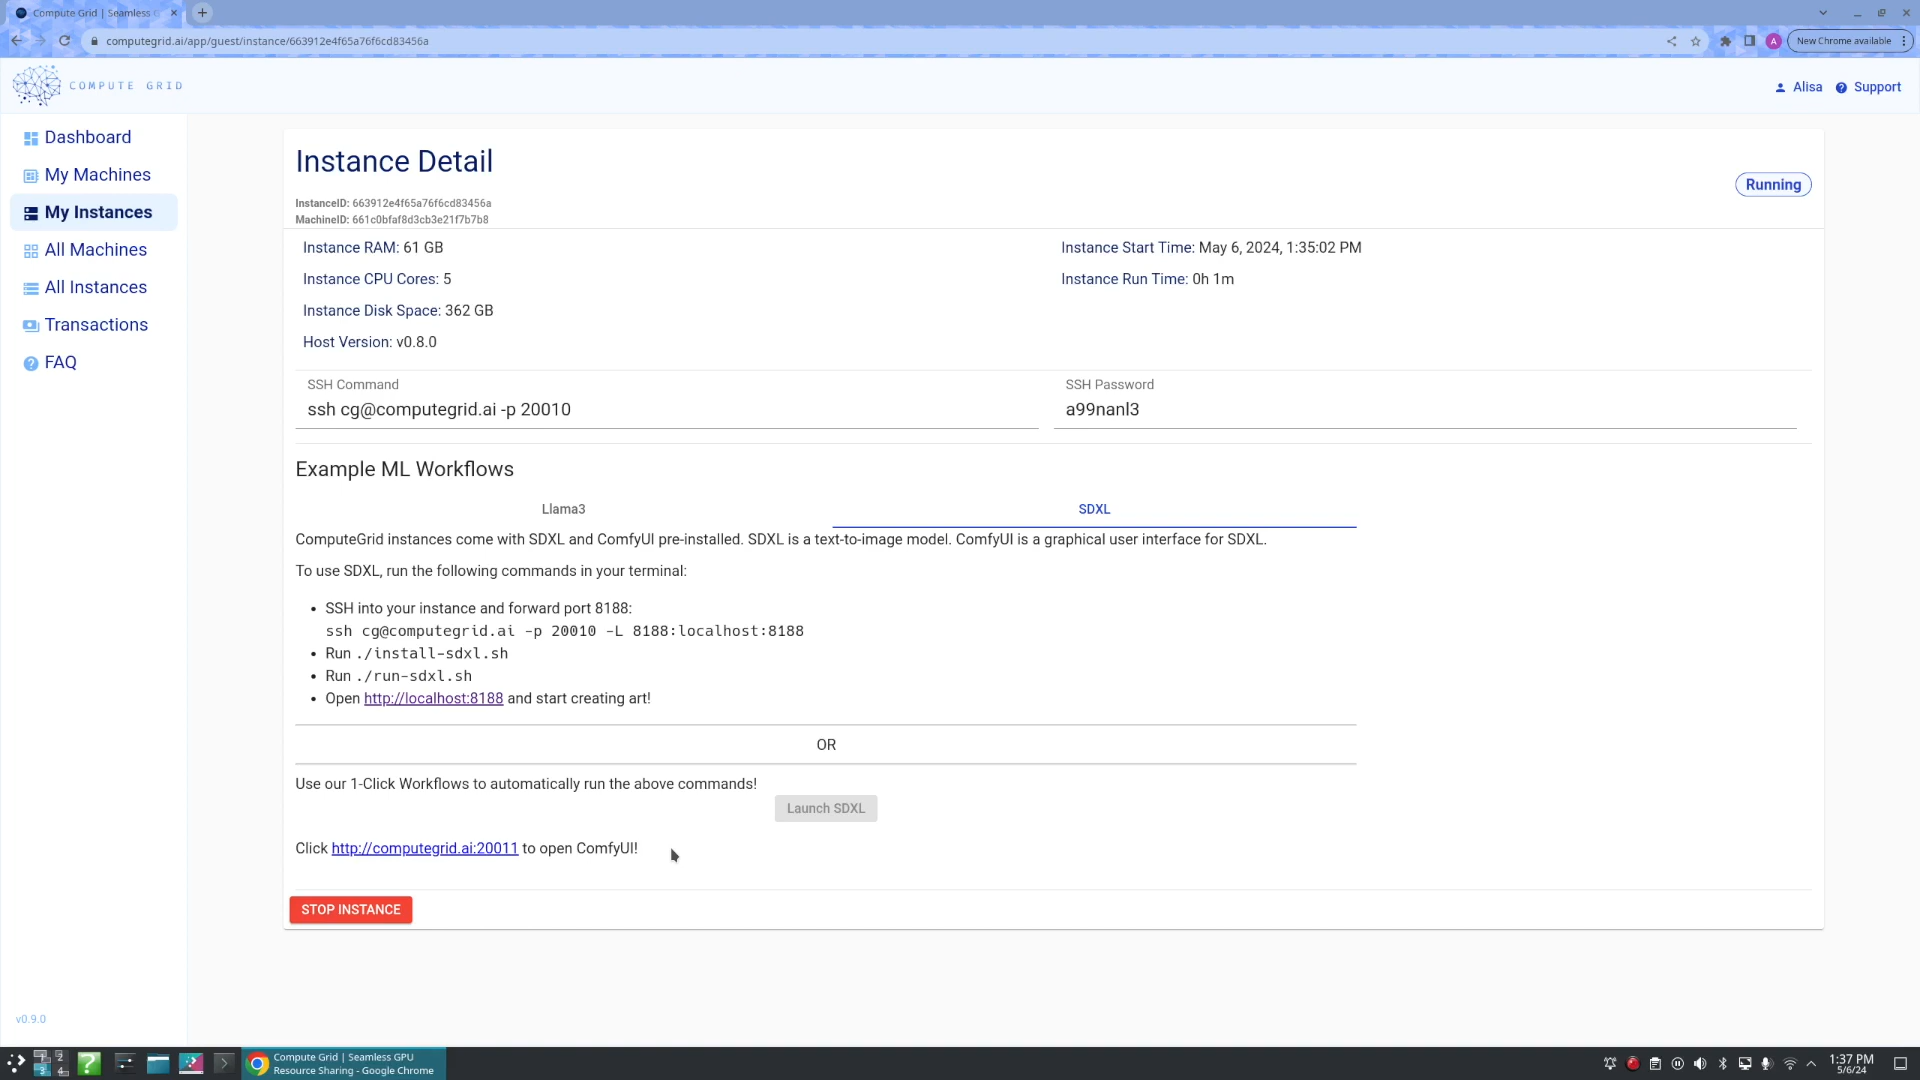 Compute Grid | Seamless G
computegrid.ai/app/guest/instance/663912e4f65a76f6cd83456a
A
New Chrome available
COMPUTE GRID
Alisa
Support
Dashboard
My Machines
My Instances
All Machines
All Instances
Transactions
FAQ
v0.9.0
Instance Detail
Running
InstanceID: 663912e4f65a76f6cd83456a
MachineID: 661c0bfaf8d3cb3e21f7b7b8
Instance RAM: 61 GB
Instance Start Time: May 6, 2024, 1:35:02 PM
Instance CPU Cores: 5
Instance Run Time: 0h 1m
Instance Disk Space: 362 GB
Host Version: v0.8.0
SSH Command
SSH Password
ssh cg@computegrid.ai -p 20010
a99nanl3
Example ML Workflows
Llama3
SDXL
ComputeGrid instances come with SDXL and ComfyUI pre-installed. SDXL is a text-to-image model. ComfyUI is a graphical user interface for SDXL.
To use SDXL, run the following commands in your terminal:
• SSH into your instance and forward port 8188:
ssh cg@computegrid.ai -p 20010 -L 8188:localhost:8188
• Run ./install-sdxl.sh
• Run ./run-sdxl.sh
• Open http://localhost:8188 and start creating art!
OR
Use our 1-Click Workflows to automatically run the above commands!
Launch SDXL
Click http://computegrid.ai:20011 to open ComfyUI!
STOP INSTANCE
1 2
3 4
Compute Grid | Seamless GPU
Resource Sharing - Google Chrome
1:37 PM
5/6/24